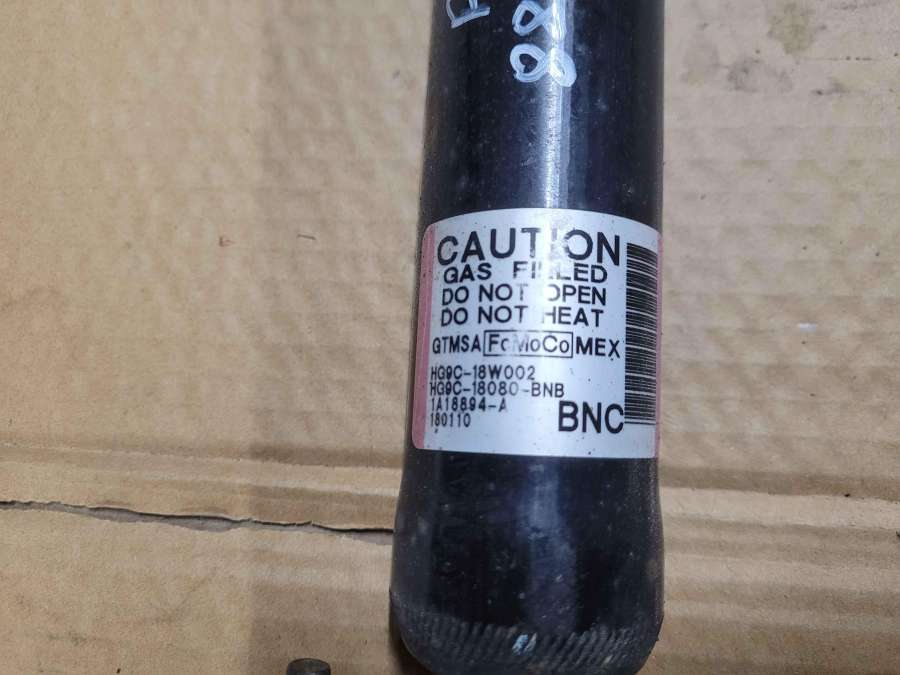 88
CAUTION
GAS FILLED
DO NOT OPEN
DO NOT HEAT
GTMSA FoMoCo MEX
HG9C-18W002
HG9C-18080-BNB
1A18894-A
180110
BNC